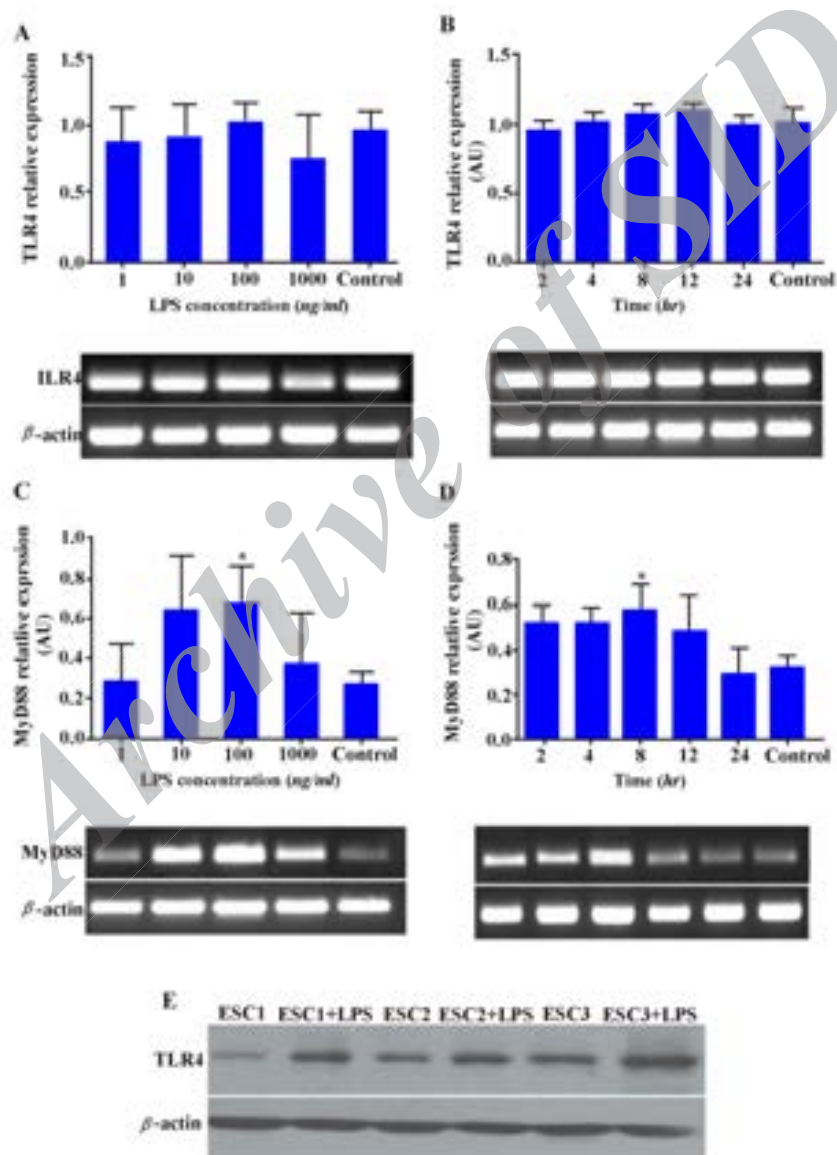 A
TLR4 relative expression
1.5
1.0
0.5
0.0
1 10 100 1000 Control
LPS concentration (ng/ml)
B
TLR4 relative expression
(AU)
1.5
1.0
0.5
0.0
2 4 8 12 24 Control
Time (hr)
TLR4
β-actin
C
MyD88 relatlive exprssion
(AU)
1.0
0.8
0.6
0.4
0.2
0.0
*
1 10 100 1000 Control
LPS concentration (ng/ml)
D
MyD88 relative exprssion
(AU)
0.8
0.6
0.4
0.2
0.0
*
2 4 8 12 24 Control
Time (hr)
MyD88
β-actin
E
ESC1 ESC1+LPS ESC2 ESC2+LPS ESC3 ESC3+LPS
TLR4
β-actin
Archive of SID